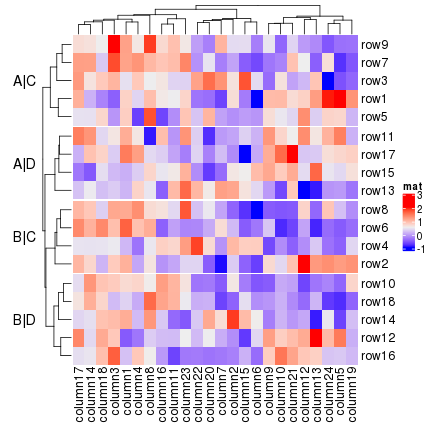 row9
row7
row3
row1
row5
A|C
row11
row17
row15
row13
A|D
row8
row6
row4
row2
B|C
row10
row18
row14
row12
row16
B|D
mat
3
2
1
0
-1
column17
column14
column18
column3
column1
column4
column8
column16
column11
column23
column22
column20
column7
column2
column15
column6
column9
column10
column21
column12
column13
column24
column5
column19